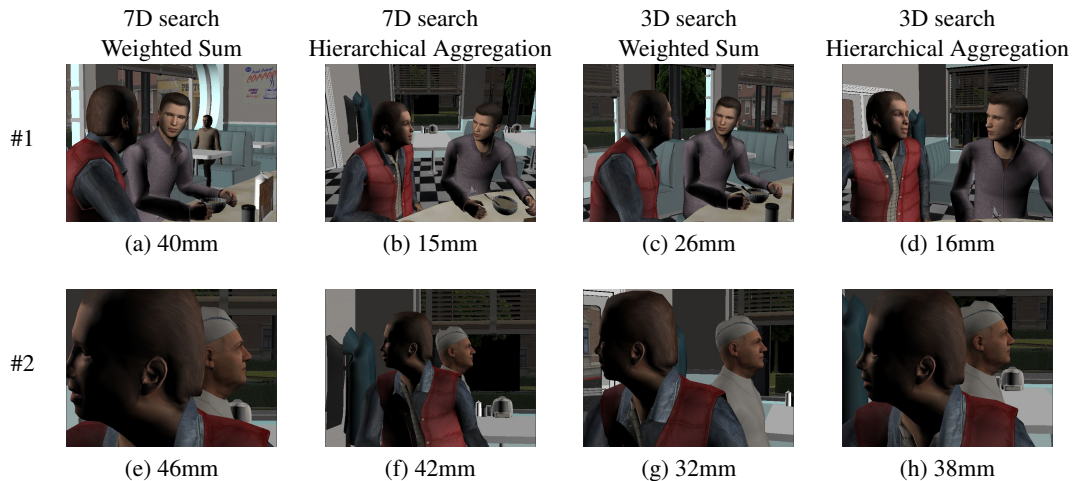 7D search 7D search 3D search 3D search
Weighted Sum Hierarchical Aggregation Weighted Sum Hierarchical Aggregation
#1
(a) 40mm (b) 15mm (c) 26mm (d) 16mm
#2
(e) 46mm (f) 42mm (g) 32mm (h) 38mm